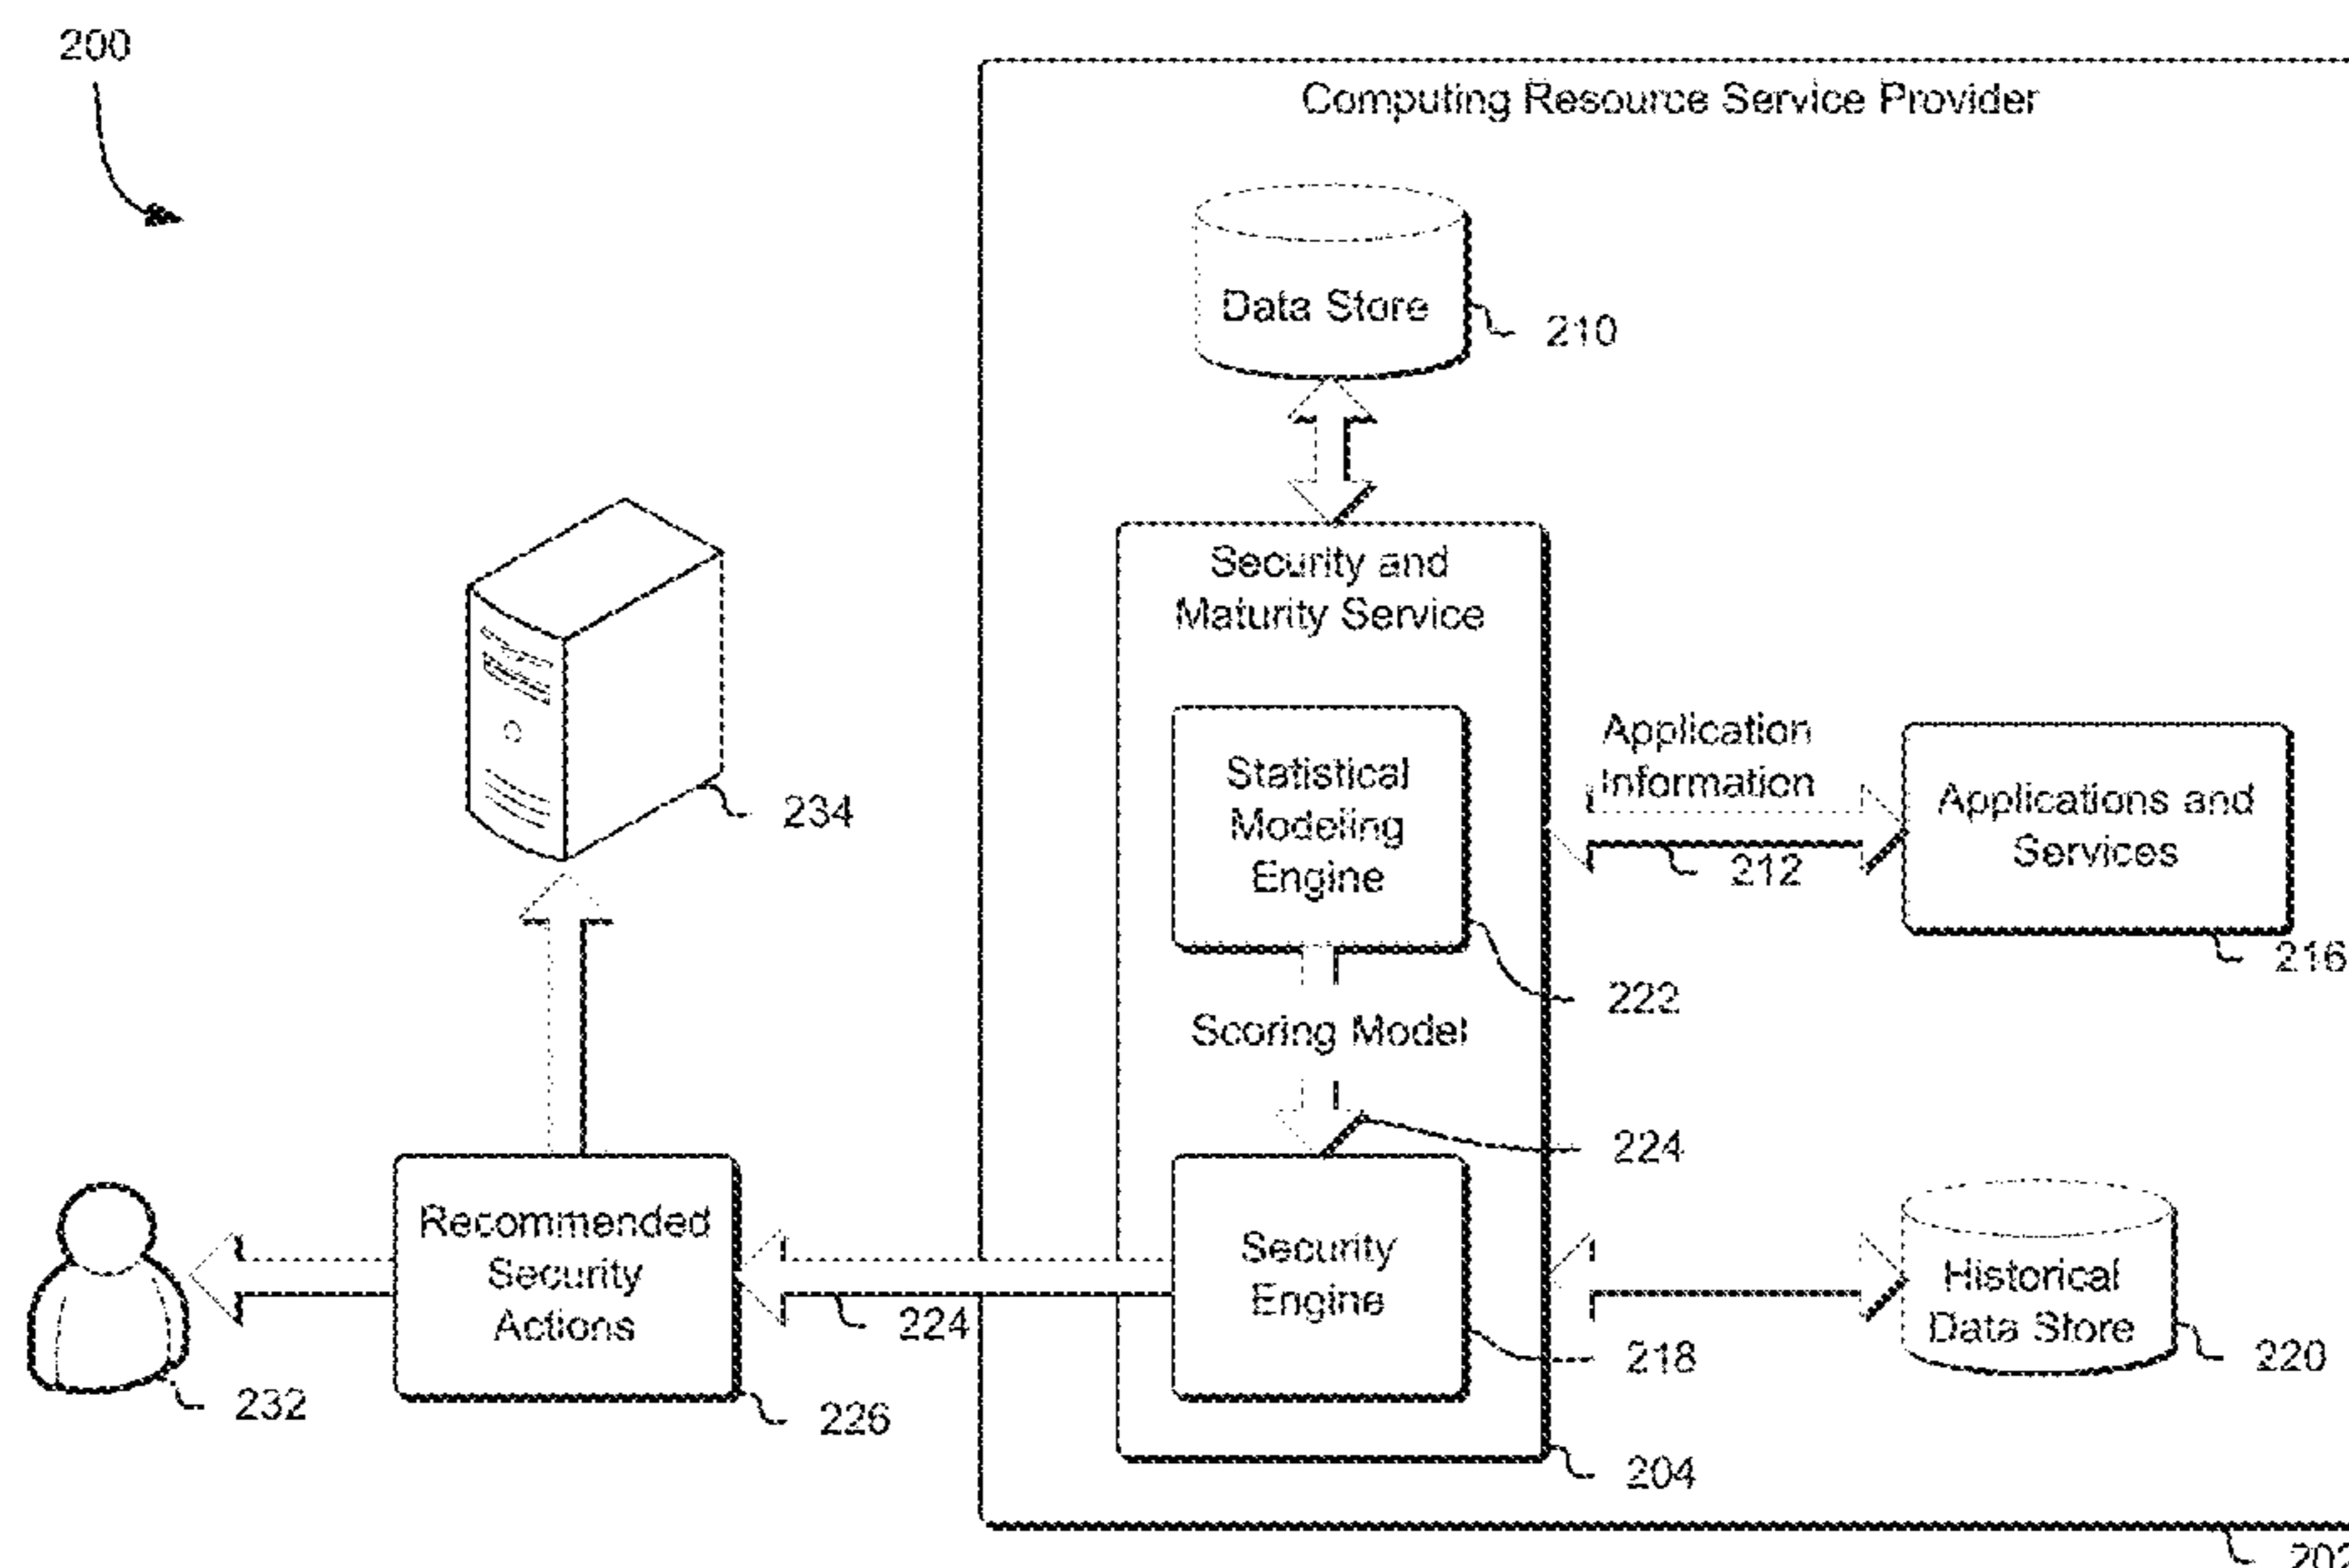 200
Computing Resource Service Provider
Data Store
210
Security and
Maturity Service
Statistical
Modeling
Engine
222
Application
Information
212
Applications and
Services
216
234
Scoring Model
224
Security
Engine
218
Historical
Data Store
220
224
Recommended
Security
Actions
226
232
204
202